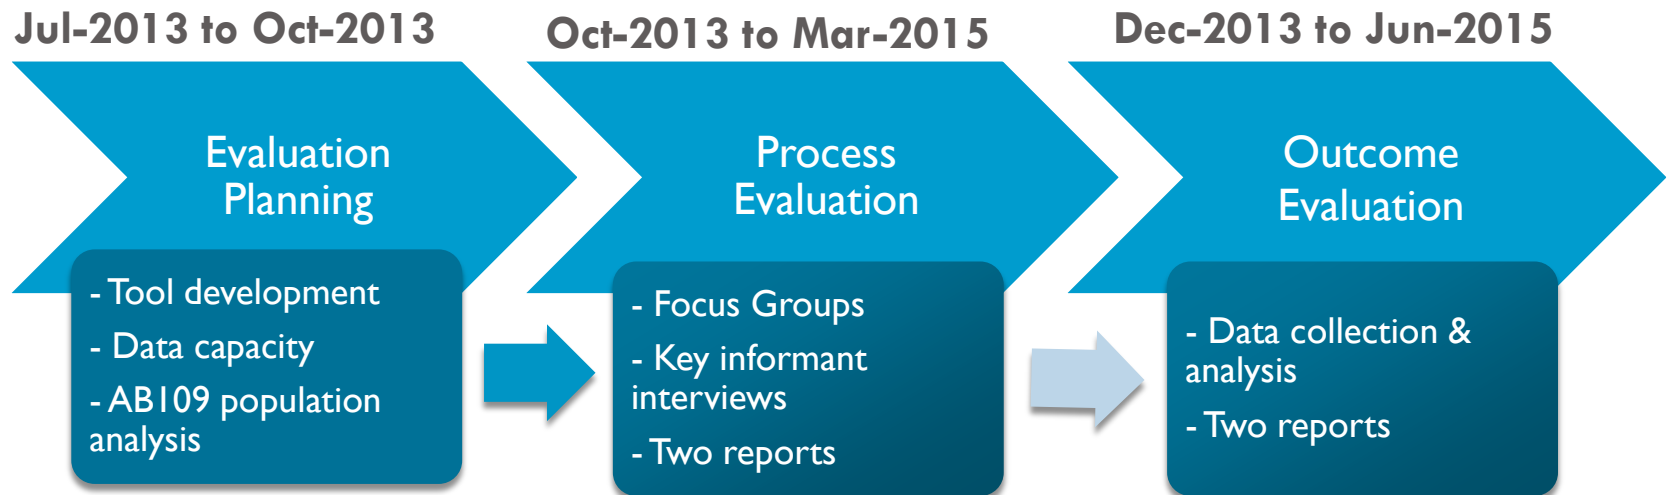 Jul-2013 to Oct-2013
Evaluation
Planning
- Tool development
- Data capacity
- AB109 population
analysis
Oct-2013 to Mar-2015
Process
Evaluation
- Focus Groups
- Key informant
interviews
- Two reports
Dec-2013 to Jun-2015
Outcome
Evaluation
- Data collection &
analysis
- Two reports